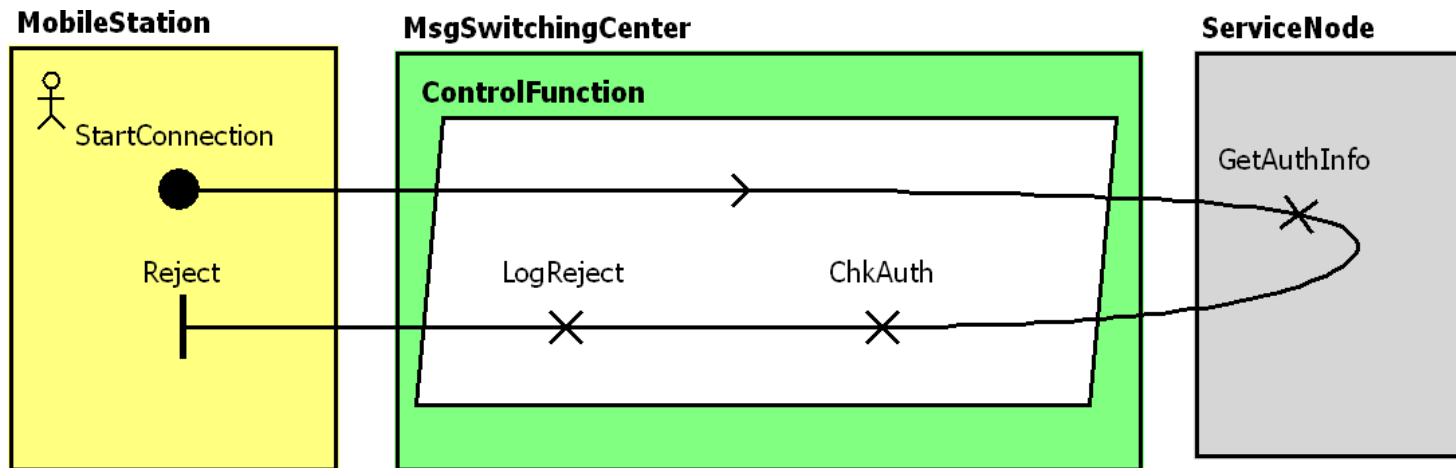 MobileStation
MsgSwitchingCenter
ServiceNode
ControlFunction
StartConnection
GetAuthInfo
Reject
LogReject
ChkAuth